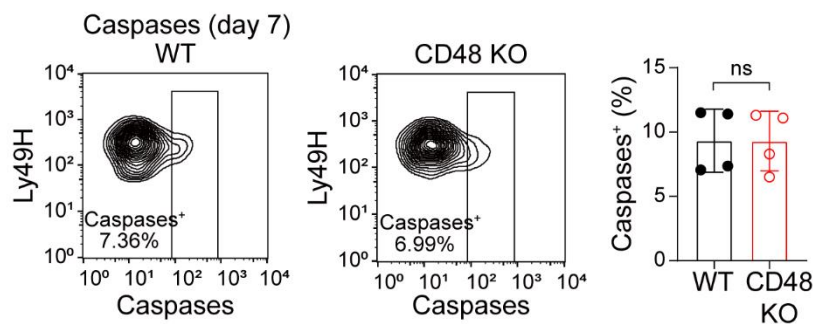 Caspases (day 7)
WT
CD48 KO
10⁴
10³
10²
10¹
10⁰
Ly49H
Caspases⁺
7.36%
10⁰ 10¹ 10² 10³ 10⁴
Caspases
10⁴
10³
10²
10¹
10⁰
Ly49H
Caspases⁺
6.99%
10⁰ 10¹ 10² 10³ 10⁴
Caspases
ns
15
10
5
0
Caspases⁺ (%)
WT CD48
KO